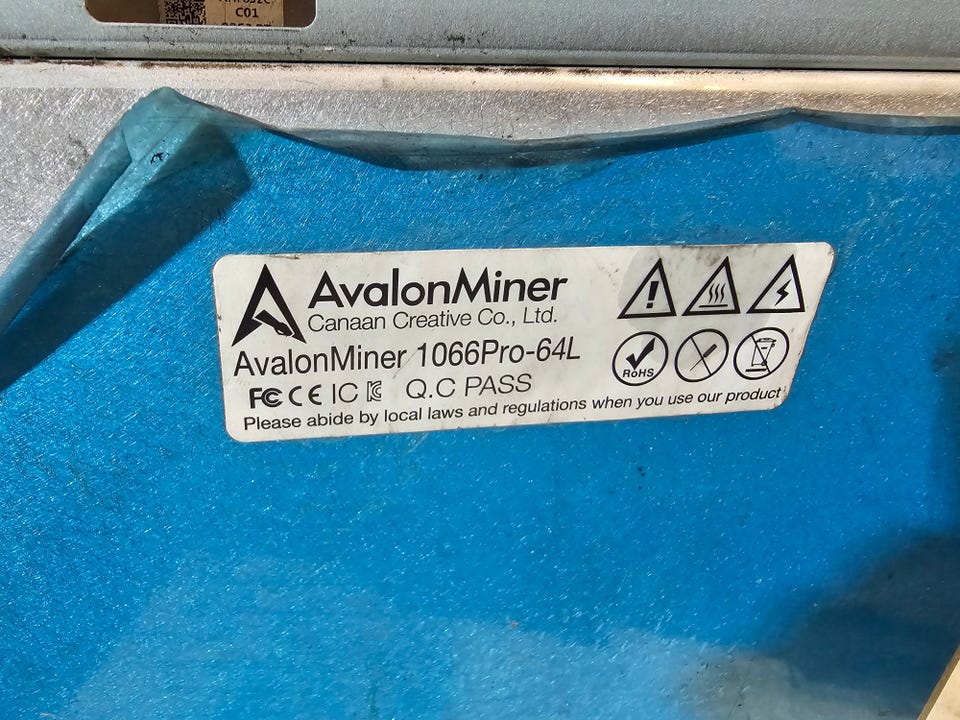 C01
AvalonMiner
Canaan Creative Co., Ltd.
AvalonMiner 1066Pro-64L
FC CE IC Q.C PASS
RoHS
Please abide by local laws and regulations when you use our product